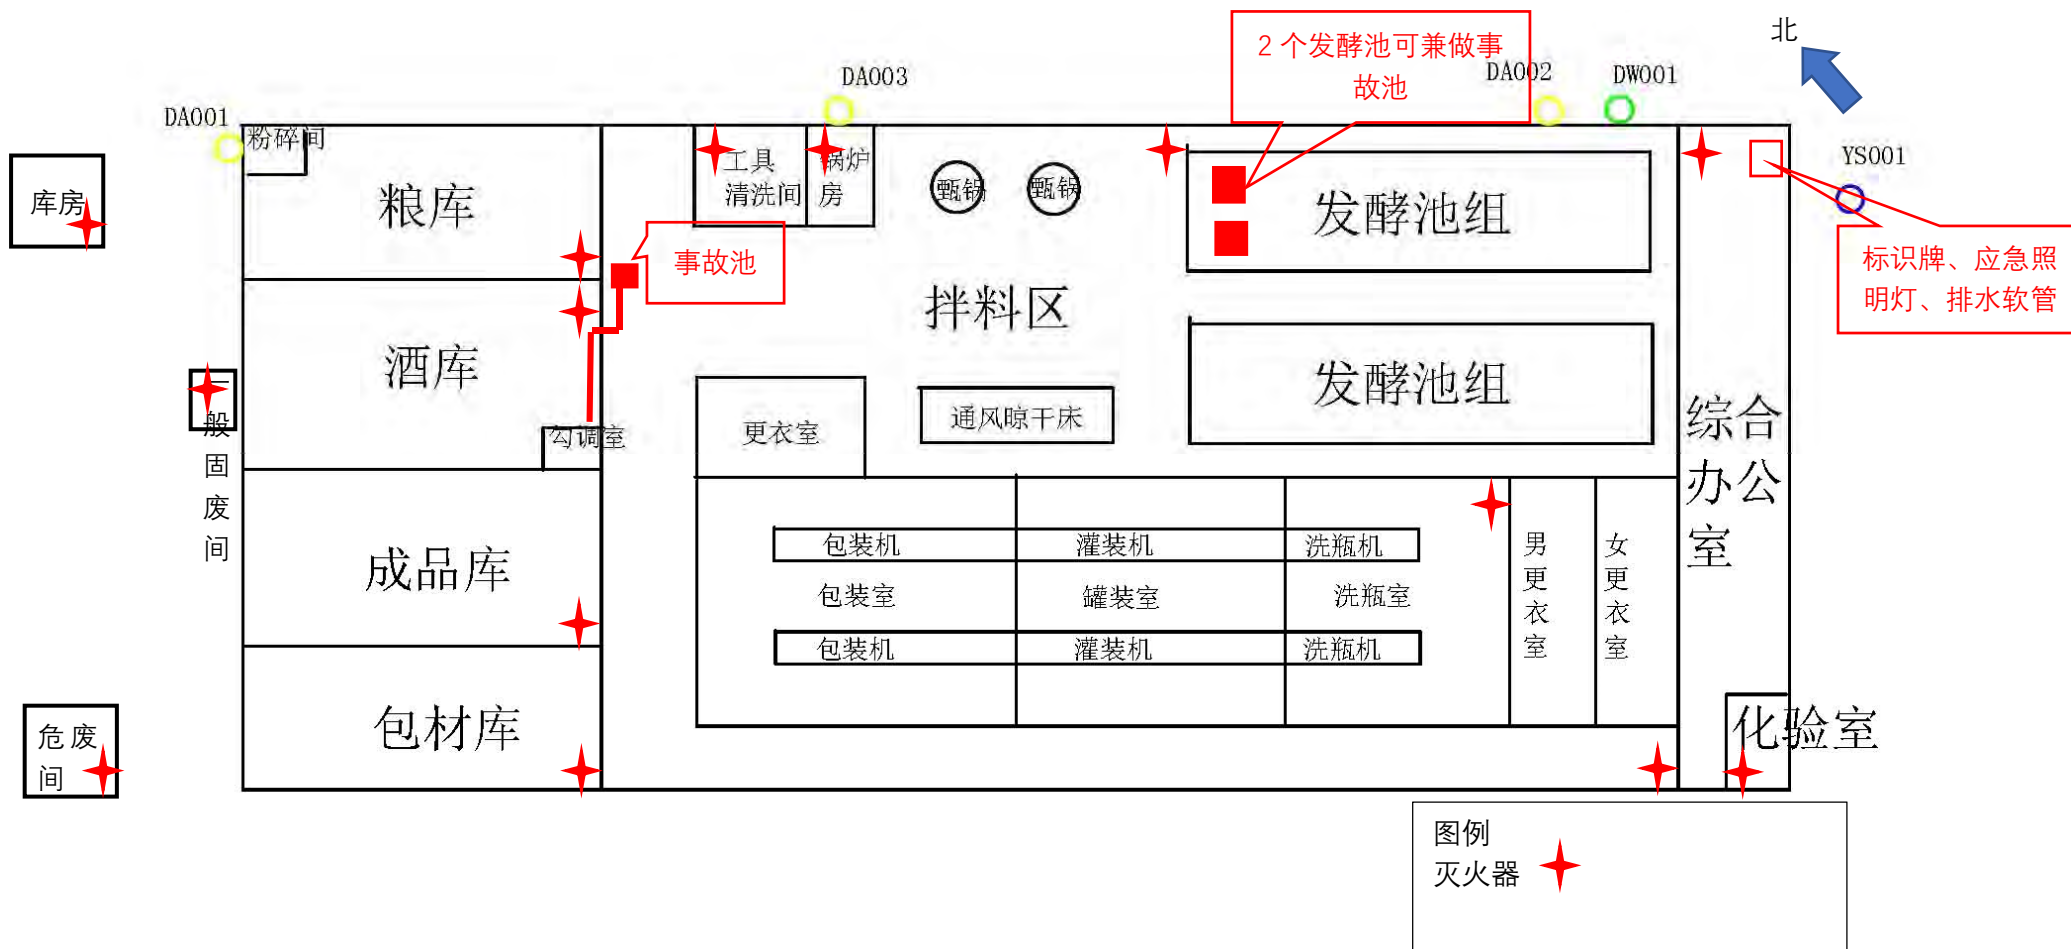 北
2 个发酵池可兼做事
故池
DA001
DA003
DA002
DW001
YS001
粉碎间
库房
粮库
工具
清洗间
锅炉
房
甑锅
甑锅
发酵池组
事故池
标识牌、应急照
明灯、排水软管
拌料区
酒库
发酵池组
一
般
固
废
间
勾调室
更衣室
通风晾干床
综合
办公
室
成品库
包装机
灌装机
洗瓶机
包装室
罐装室
洗瓶室
包装机
灌装机
洗瓶机
男
更
衣
室
女
更
衣
室
危废
间
包材库
化验室
图例
灭火器